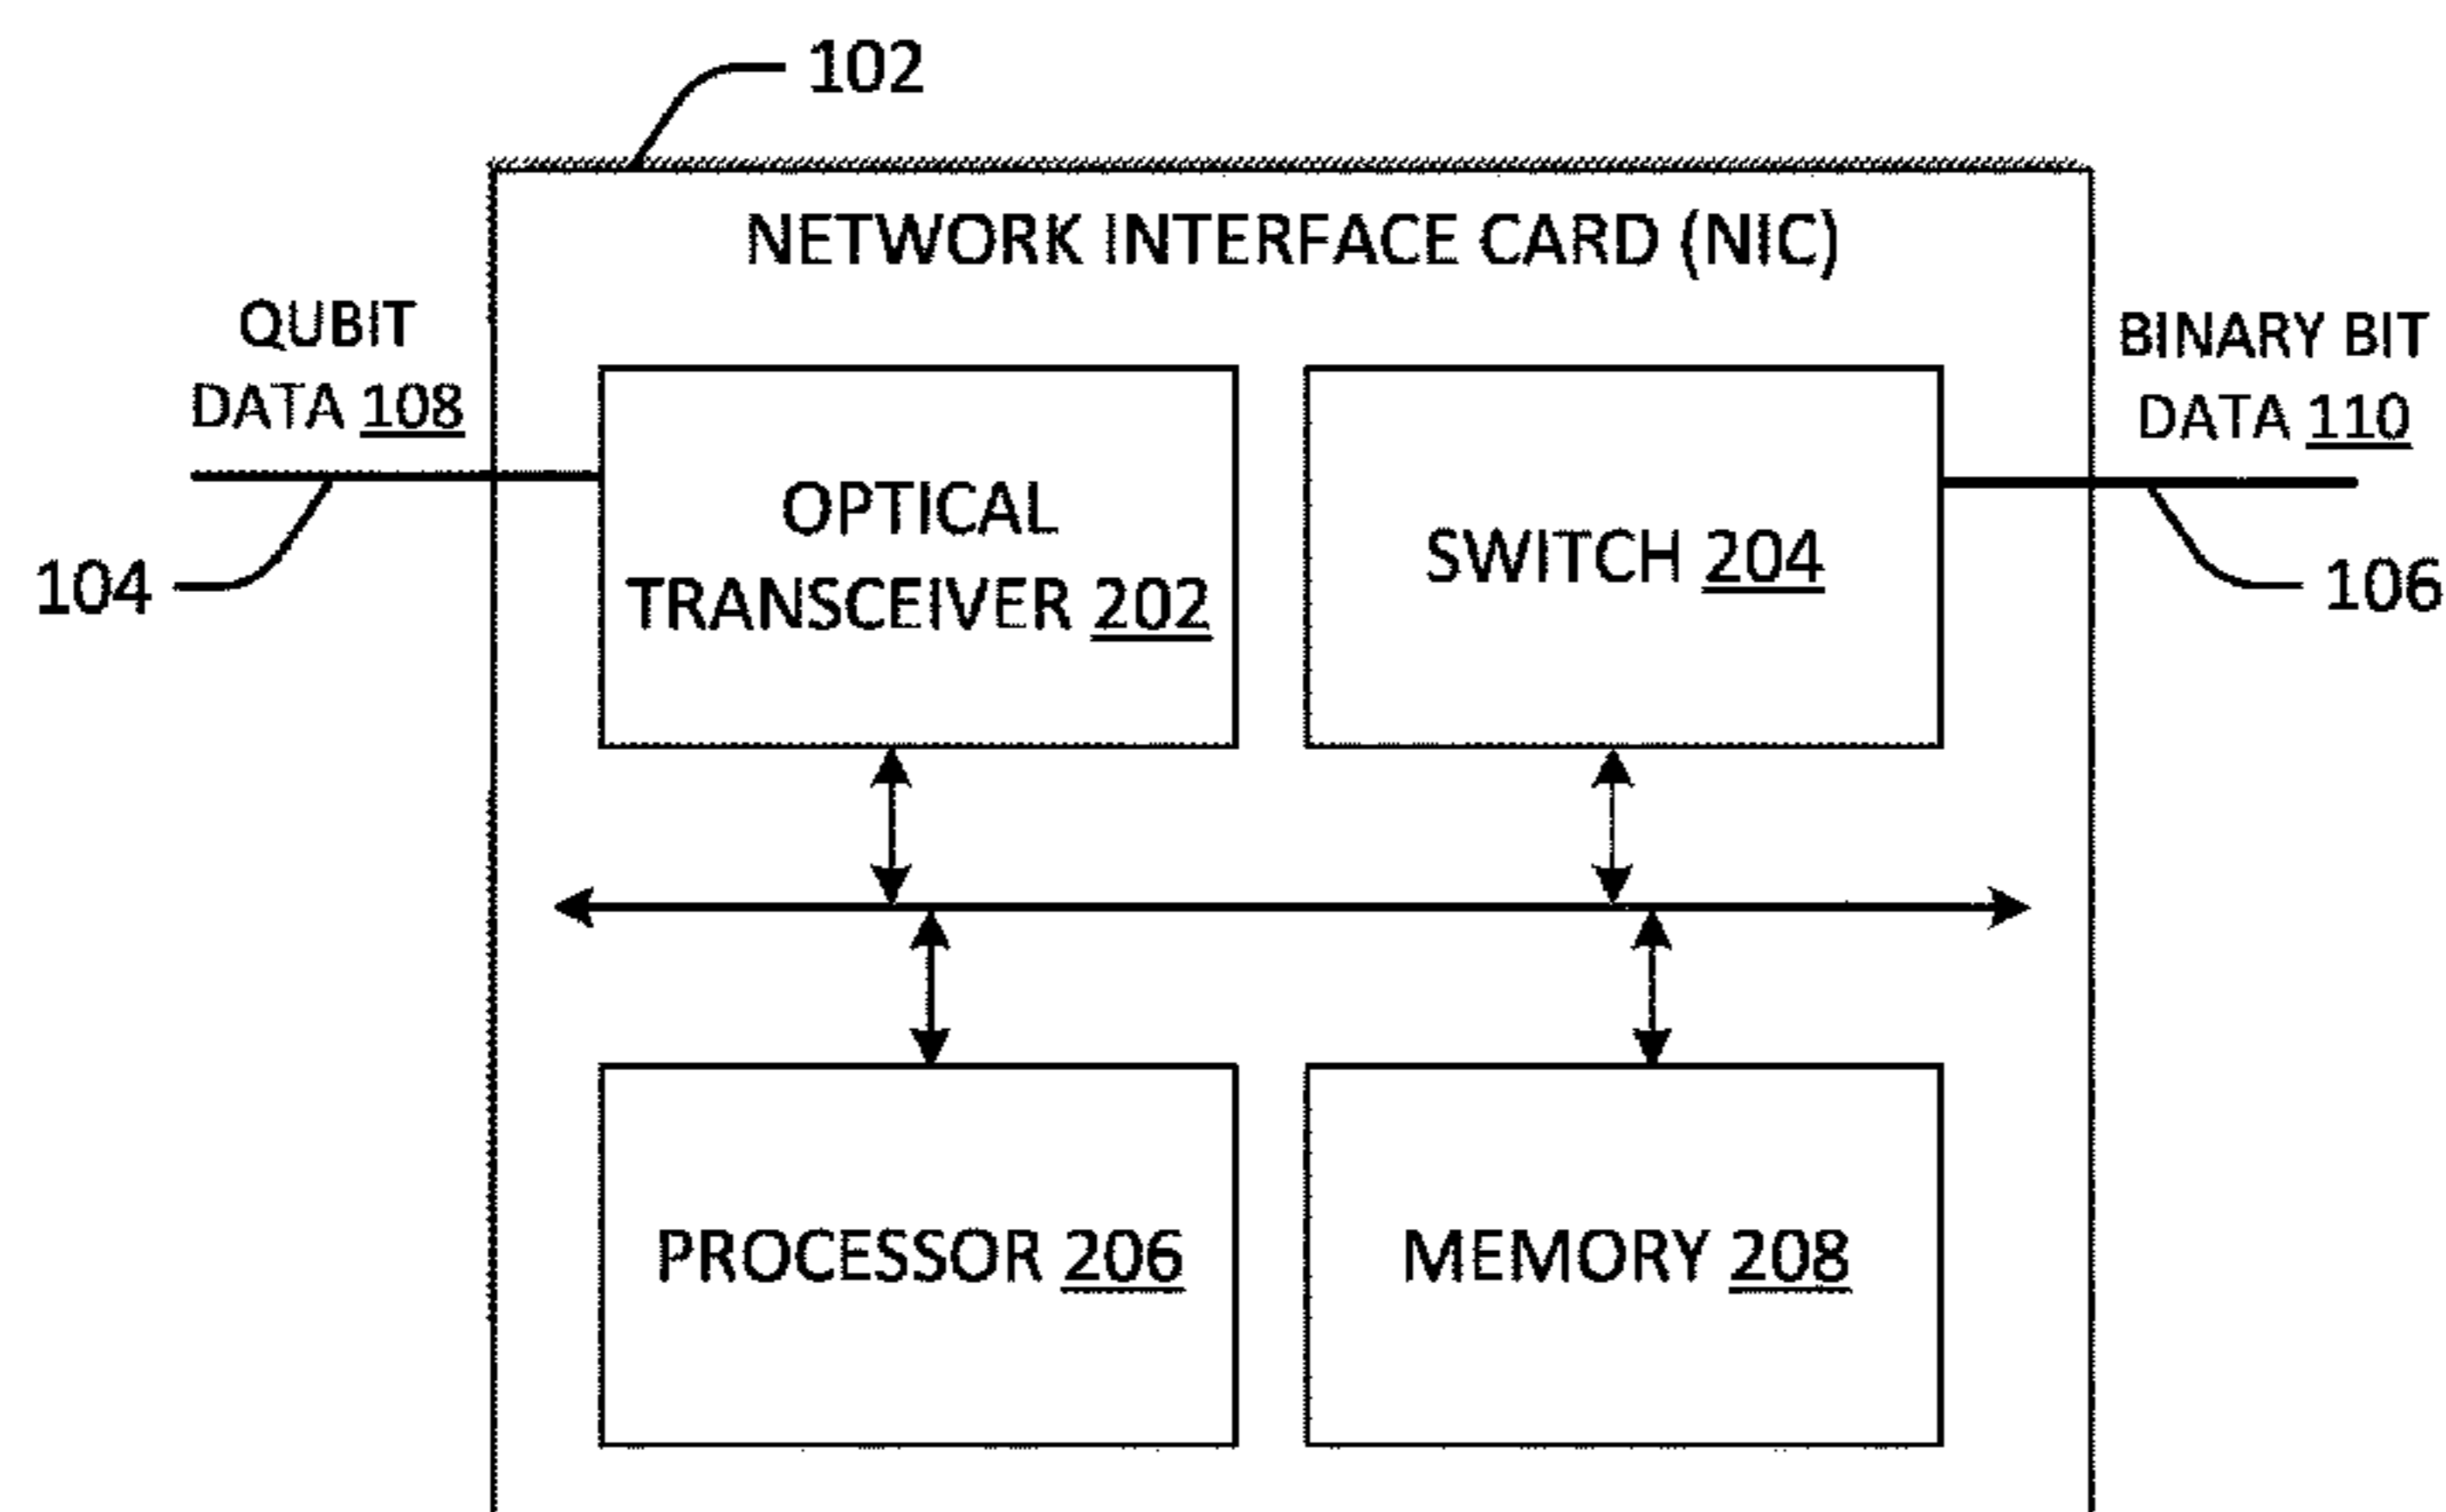 102
NETWORK INTERFACE CARD (NIC)
QUBIT
DATA 108
BINARY BIT
DATA 110
OPTICAL
TRANSCEIVER 202
SWITCH 204
104
106
PROCESSOR 206
MEMORY 208